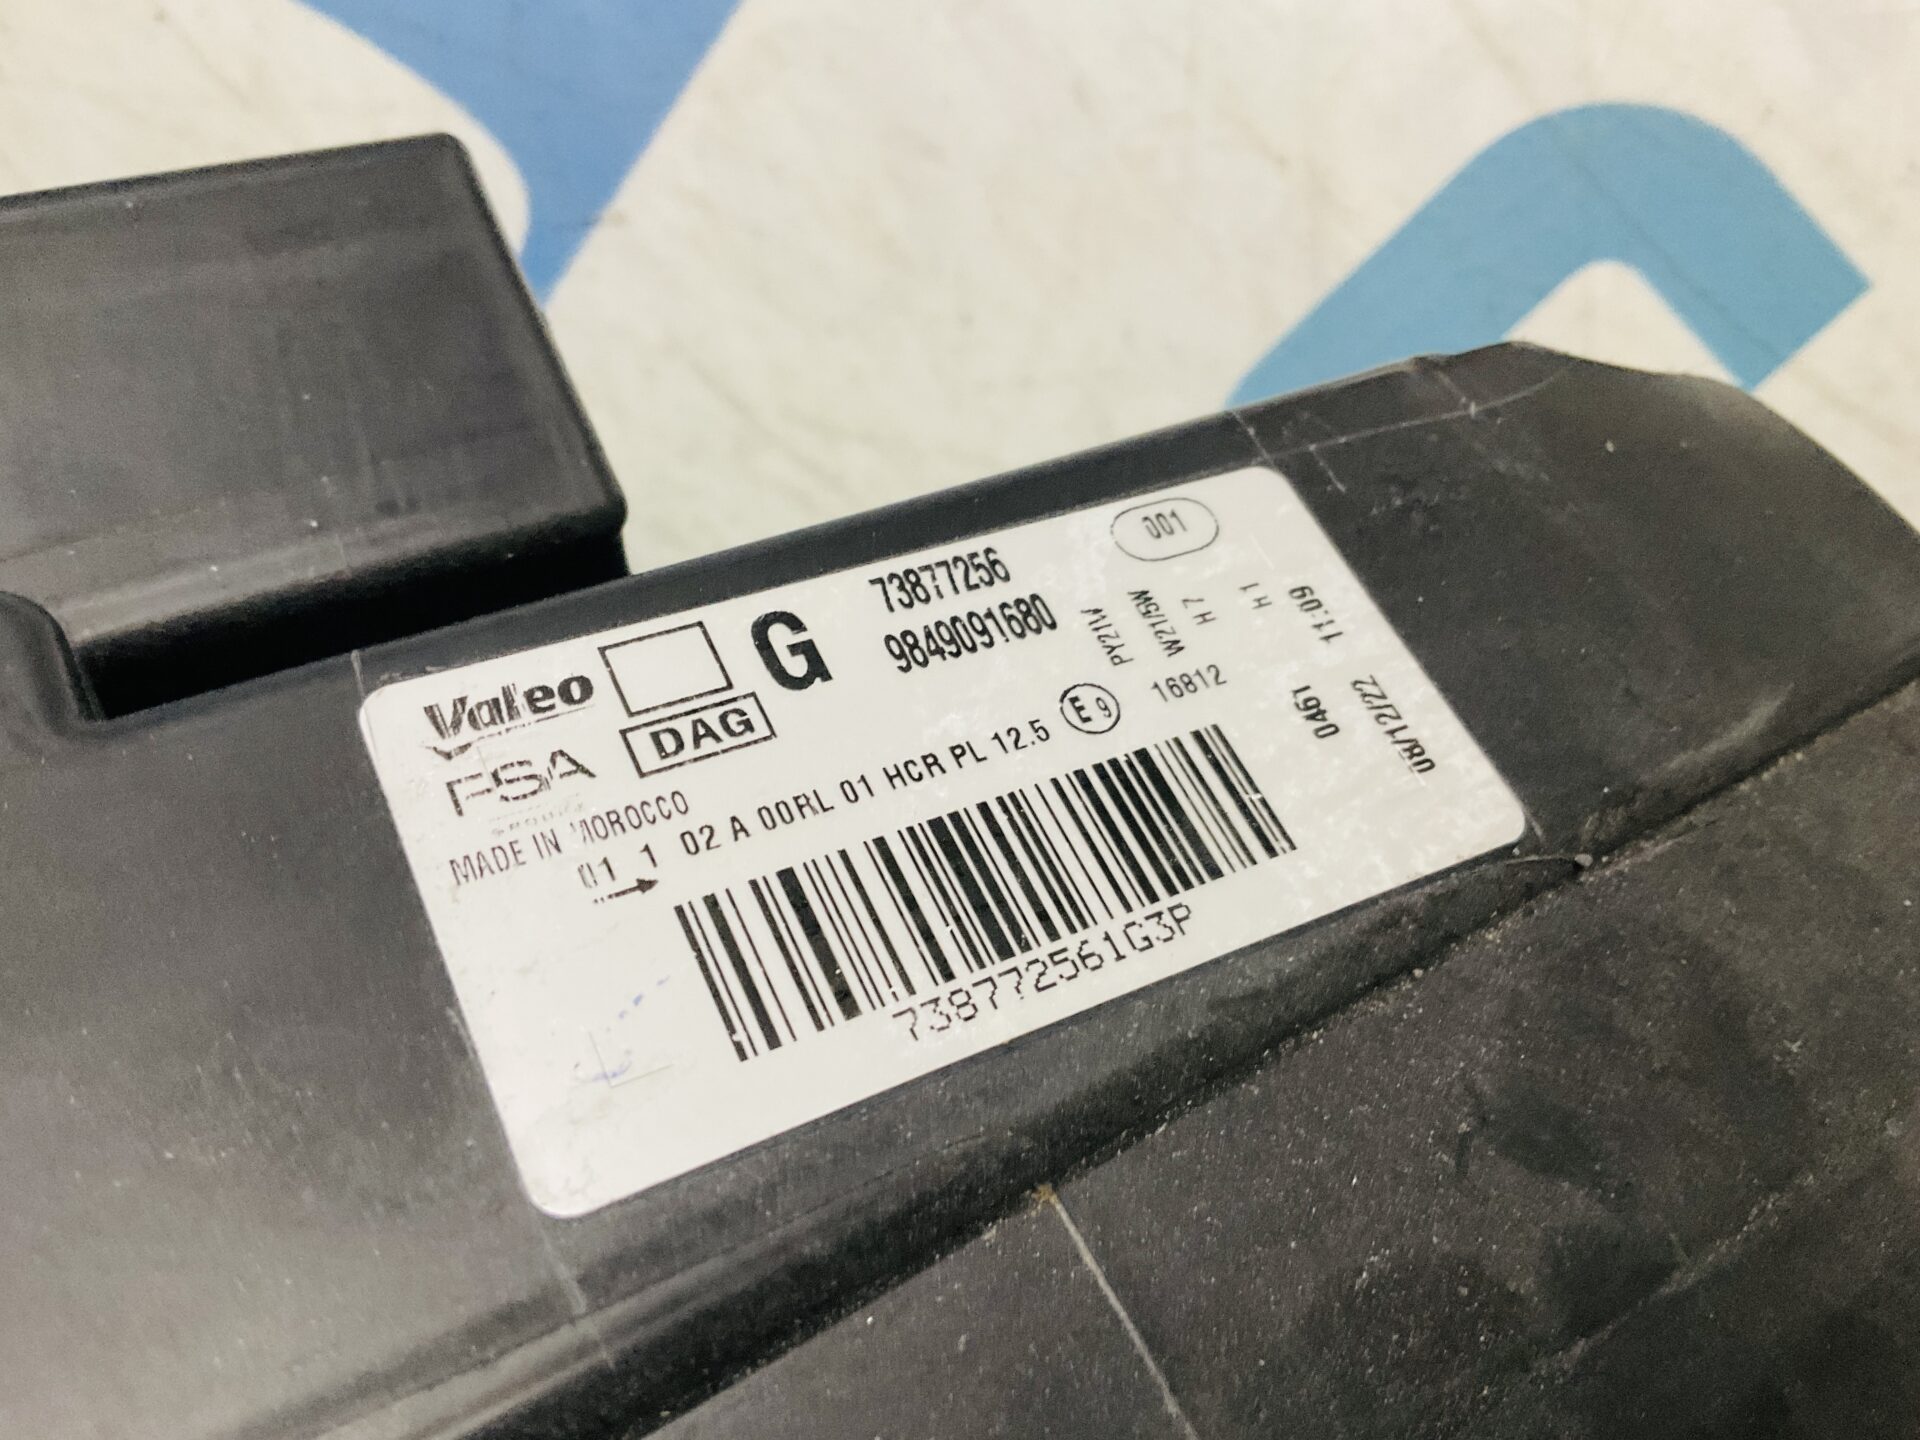 Valeo
G
73877256
9849091680
001
PSA
DAG
GROUPE
MADE IN MOROCCO
01 1 02 A 00RL 01 HCR PL 12.5 E9 16812
PY21W
W21/5W
H7
H1
11:09
0461
08/12/22
738772561G3P